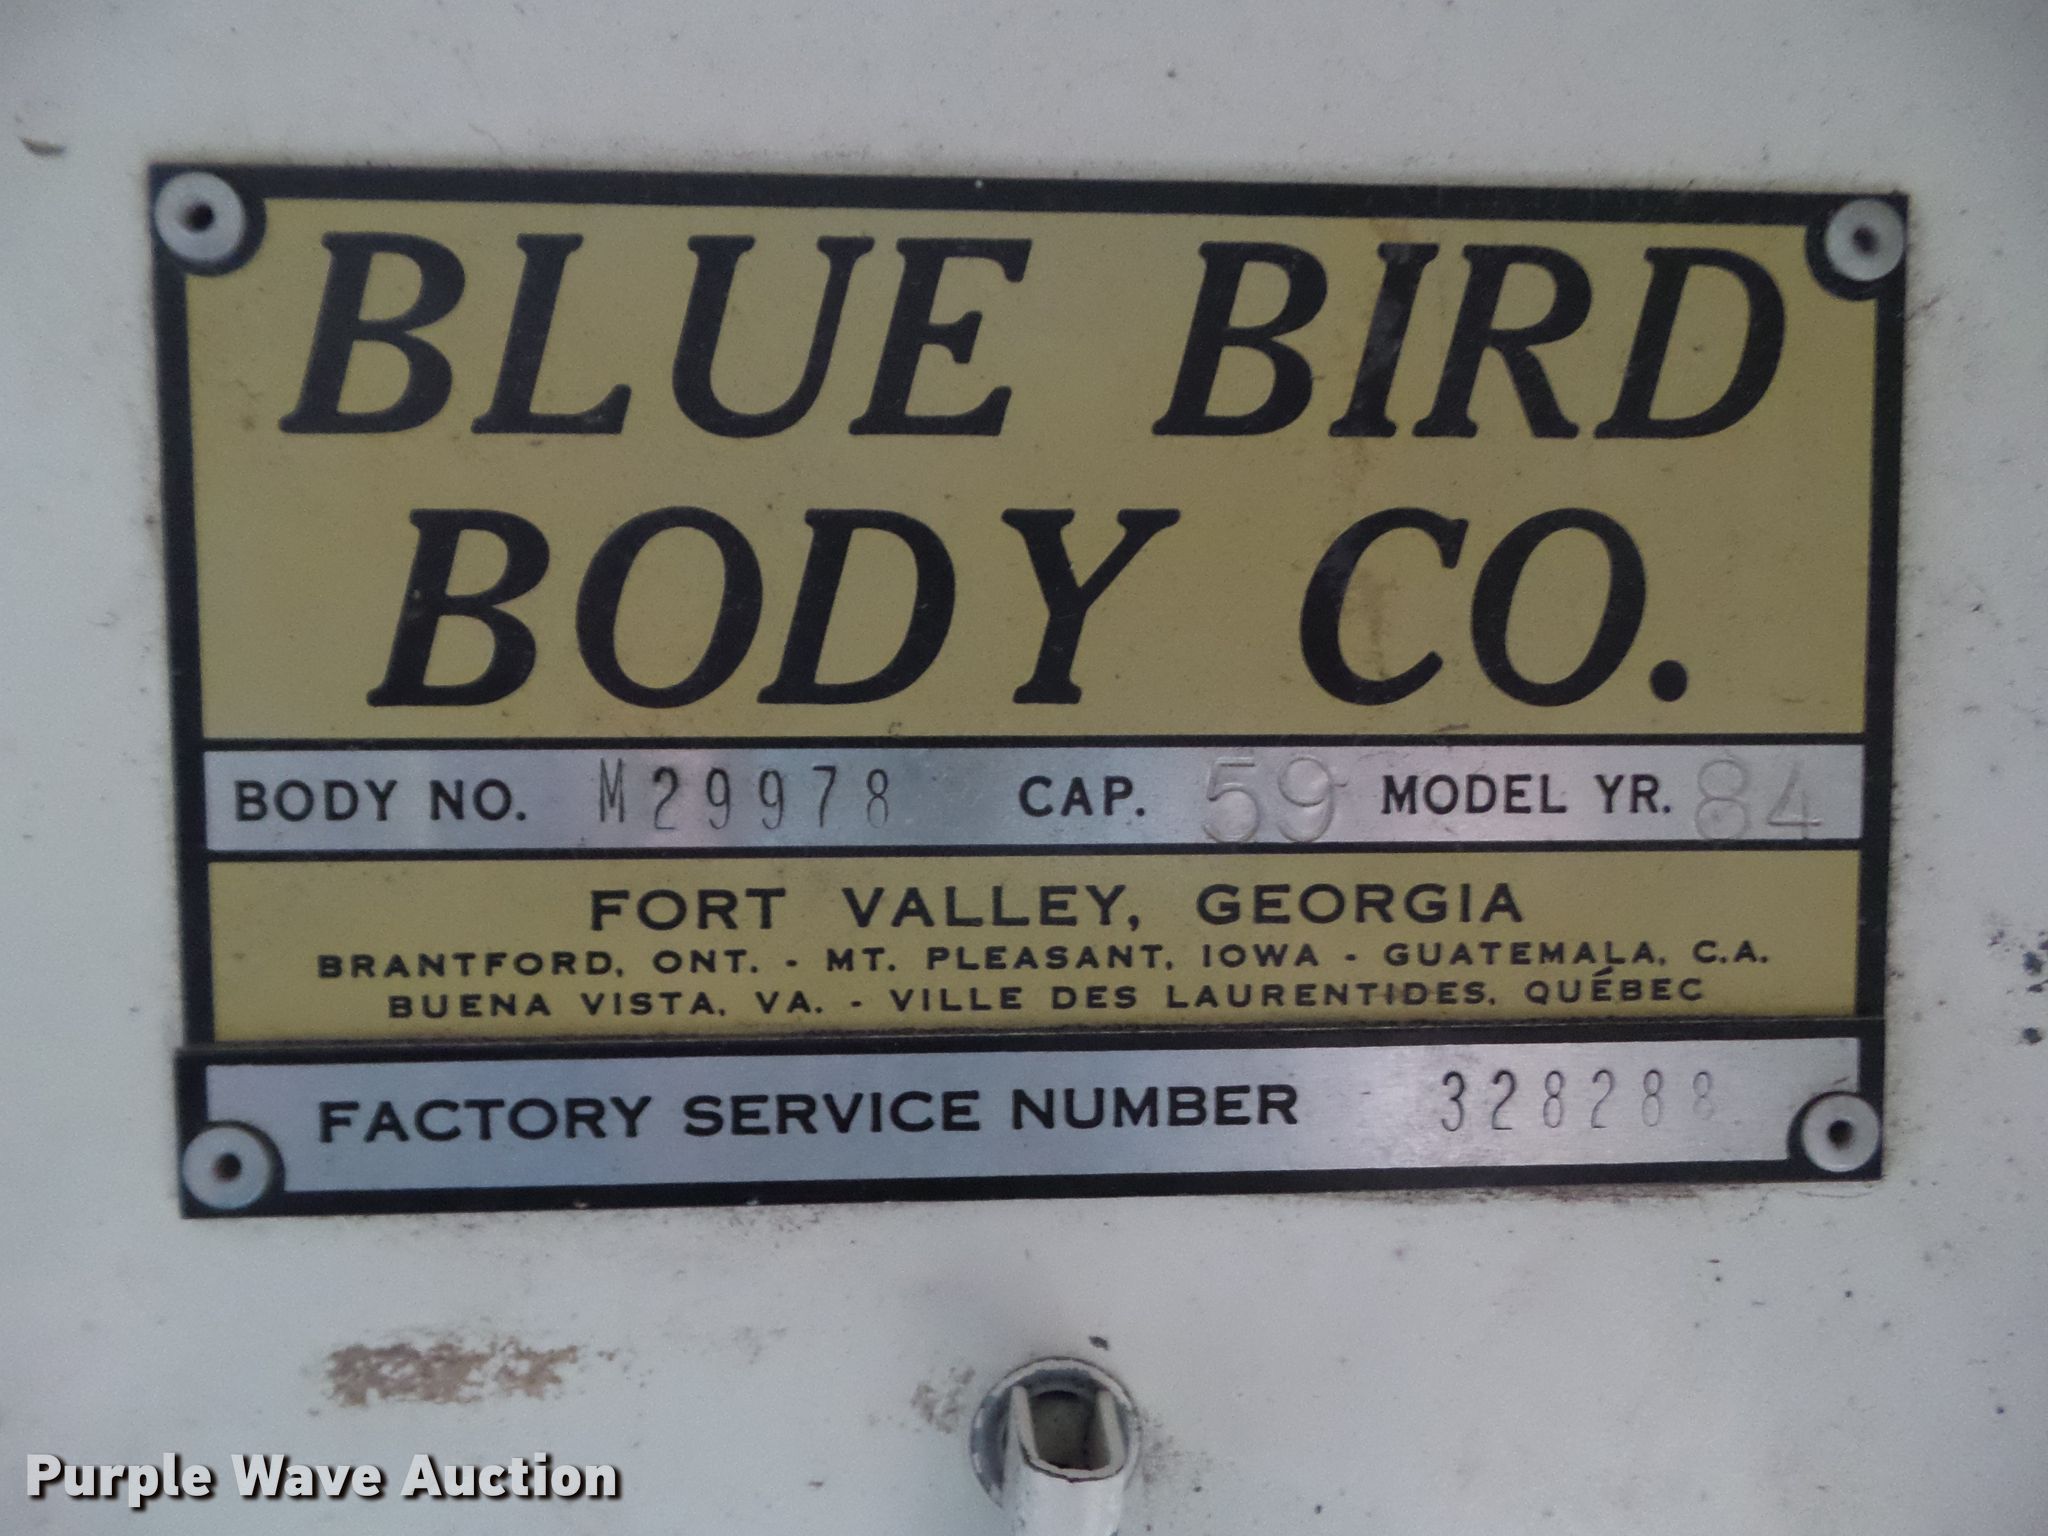 BLUE BIRD
BODY CO.
BODY NO. M29978 CAP. 59 MODEL YR. 84
FORT VALLEY, GEORGIA
BRANTFORD, ONT. - MT. PLEASANT, IOWA - GUATEMALA, C.A.
BUENA VISTA, VA. - VILLE DES LAURENTIDES, QUÉBEC
FACTORY SERVICE NUMBER 328288
Purple Wave Auction